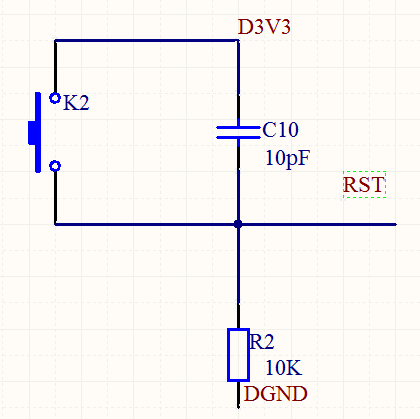 D3V3
K2
C10
10pF
RST
R2
10K
DGND